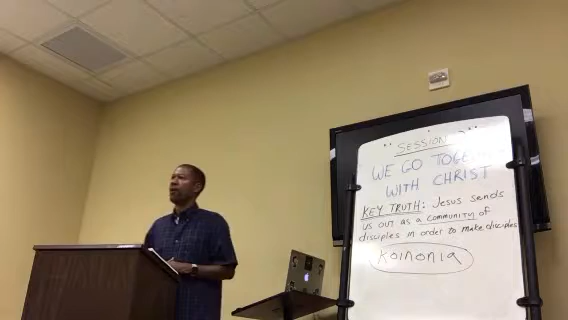 "SESSION
WE GO
WITH CHRIST
KEY TRUTH: Jesus sends
us out as a community of
disciples in order to make disciples
Koinonia